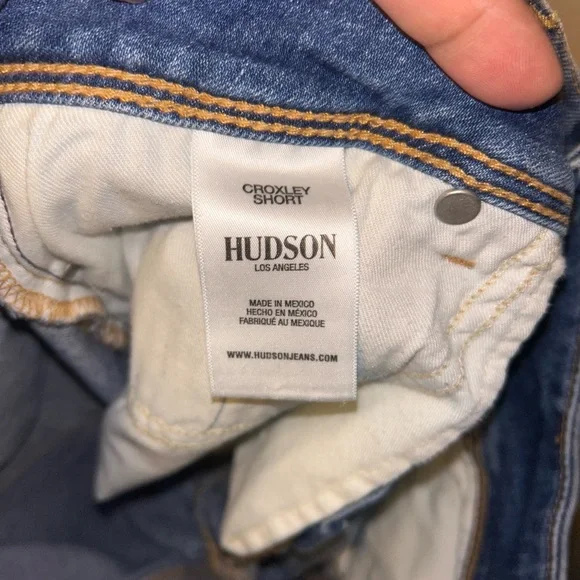 CROXLEY
SHORT
HUDSON
LOS ANGELES
MADE IN MEXICO
HECHO EN MÉXICO
FABRIQUÉ AU MEXIQUE
WWW.HUDSONJEANS.COM